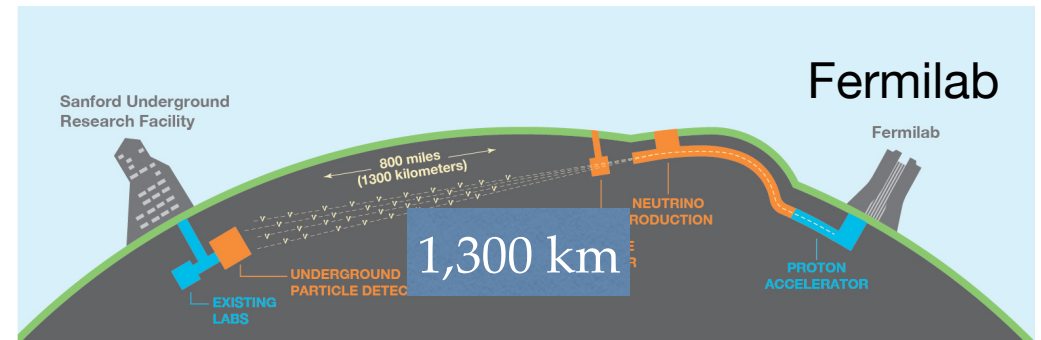 Fermilab
Sanford Underground
Research Facility
Fermilab
800 miles
(1300 kilometers)
NEUTRINO
RODUCTION
1,300 km
E
R
UNDERGROUND
PARTICLE DETEC
EXISTING
LABS
PROTON
ACCELERATOR